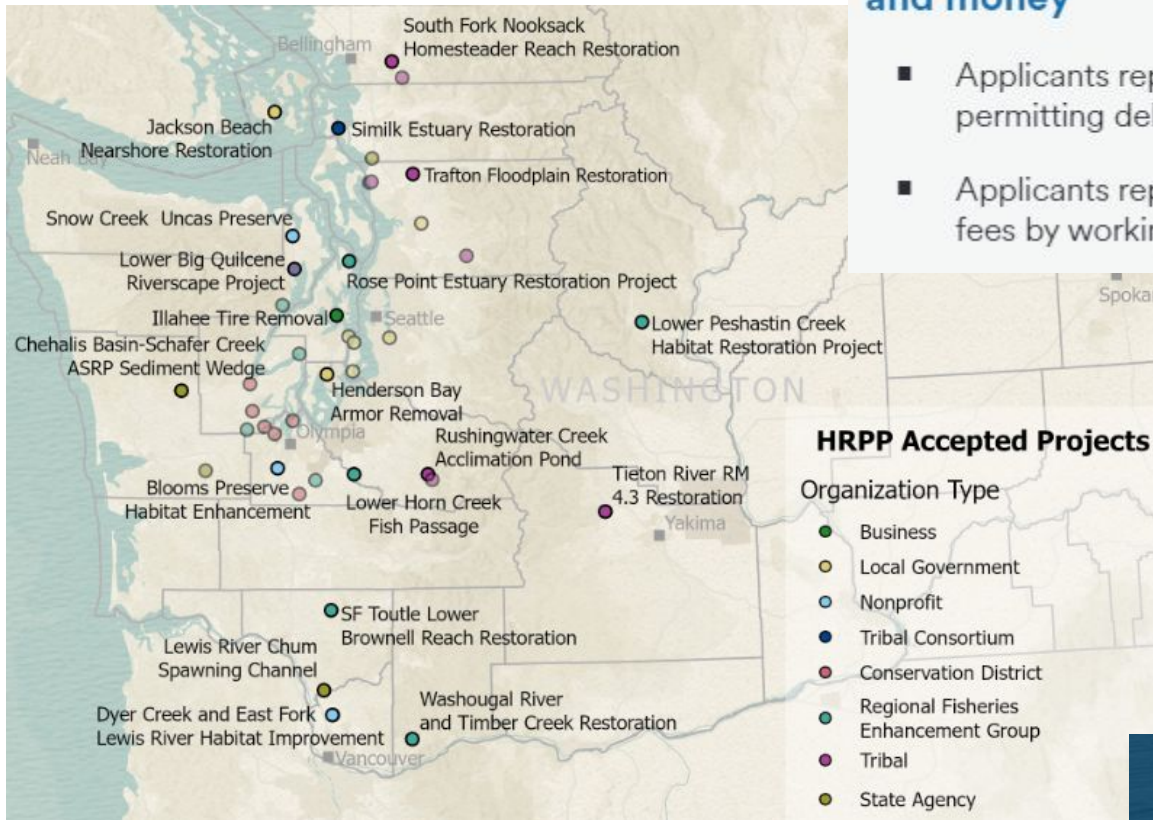 and money
Applicants rep
permitting del
Applicants rep
fees by workin
South Fork Nooksack
Homesteader Reach Restoration
Bellingham
Jackson Beach
Nearshore Restoration
Similk Estuary Restoration
Neah Bay
Trafton Floodplain Restoration
Snow Creek Uncas Preserve
Lower Big Quilcene
Riverscape Project
Rose Point Estuary Restoration Project
Illahee Tire Removal
Seattle
Spoka
Lower Peshastin Creek
Habitat Restoration Project
Chehalis Basin-Schafer Creek
ASRP Sediment Wedge
WASHINGTON
Henderson Bay
Armor Removal
Olympia
Rushingwater Creek
Acclimation Pond
Tieton River RM
4.3 Restoration
Yakima
Blooms Preserve
Habitat Enhancement
Lower Horn Creek
Fish Passage
SF Toutle Lower
Brownell Reach Restoration
Lewis River Chum
Spawning Channel
Dyer Creek and East Fork
Lewis River Habitat Improvement
Washougal River
and Timber Creek Restoration
Vancouver
HRPP Accepted Projects
Organization Type
Business
Local Government
Nonprofit
Tribal Consortium
Conservation District
Regional Fisheries
Enhancement Group
Tribal
State Agency